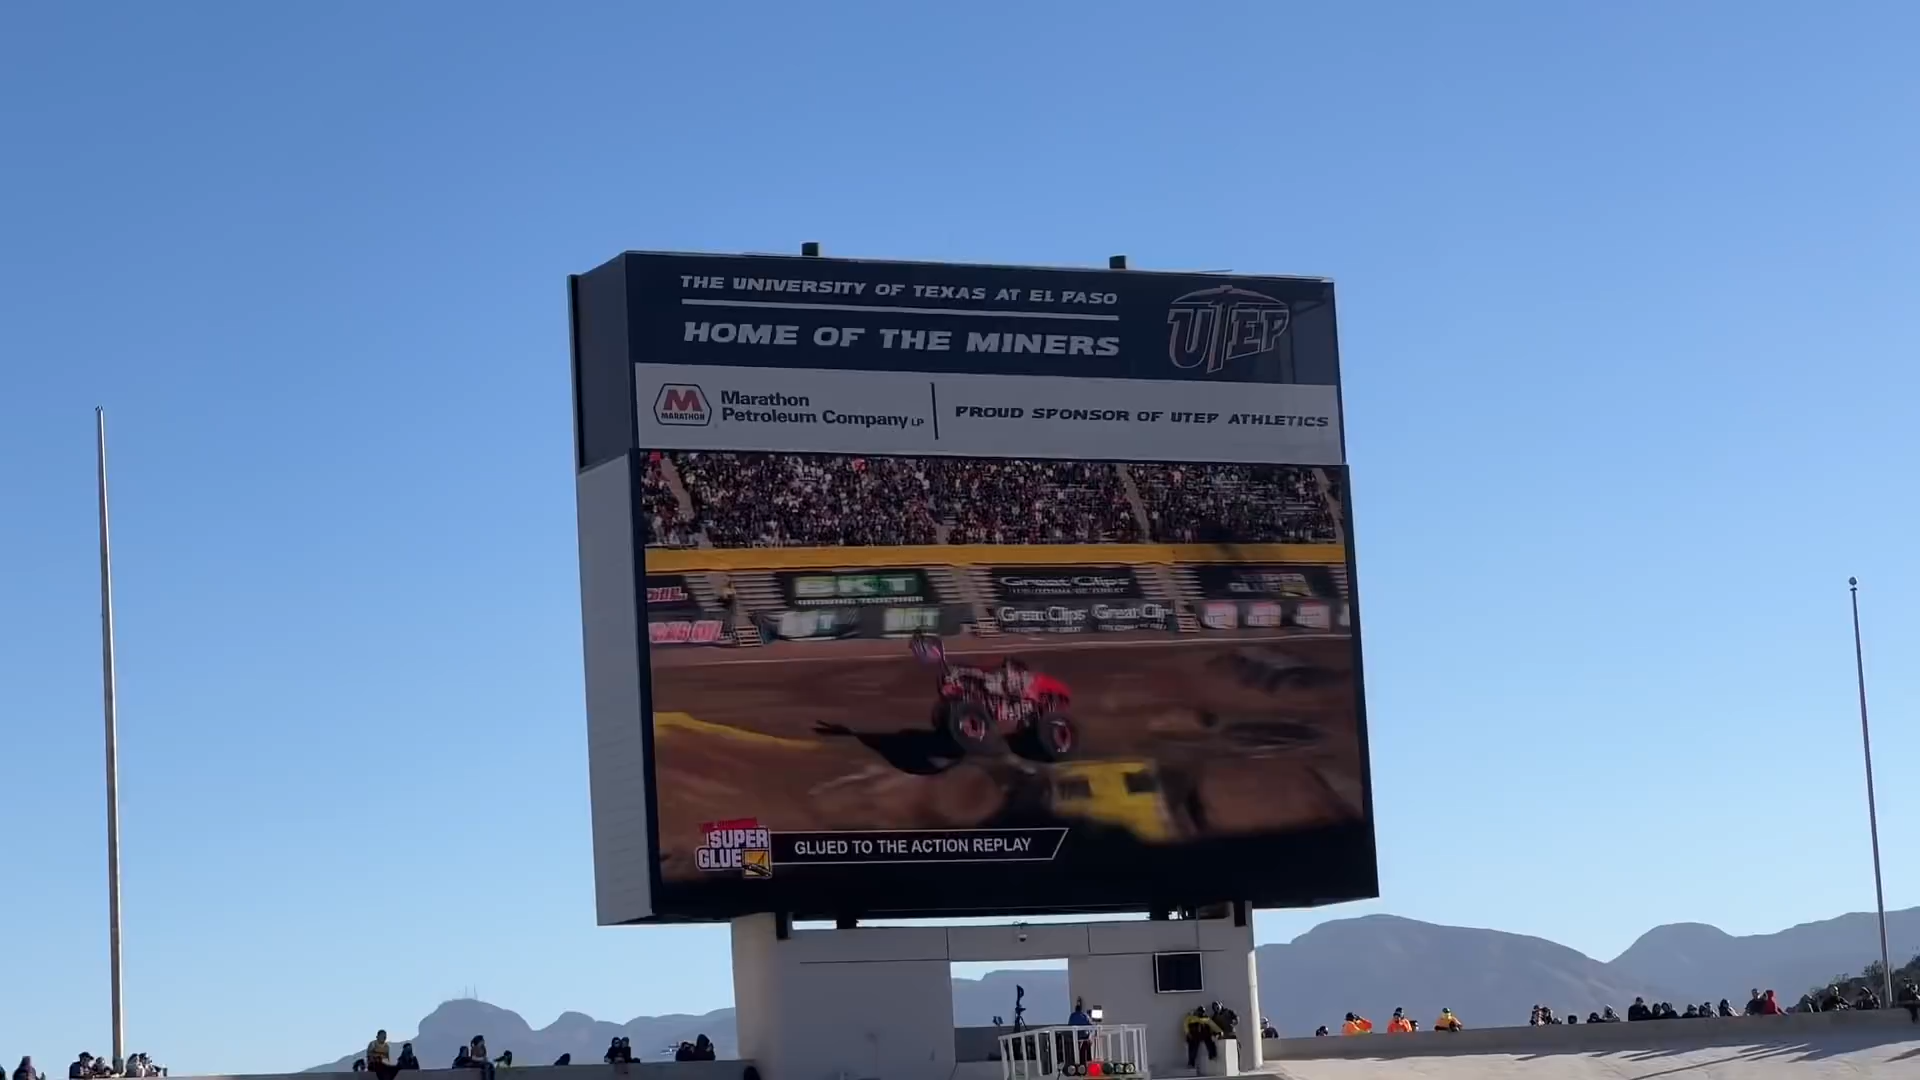 THE UNIVERSITY OF TEXAS AT EL PASO
HOME OF THE MINERS
UTEP
MARATHON
Marathon
Petroleum Company LP
PROUD SPONSOR OF UTEP ATHLETICS
BKT
Great Clips
Great Clips Great Clip
SUPER
GLUE
GLUED TO THE ACTION REPLAY